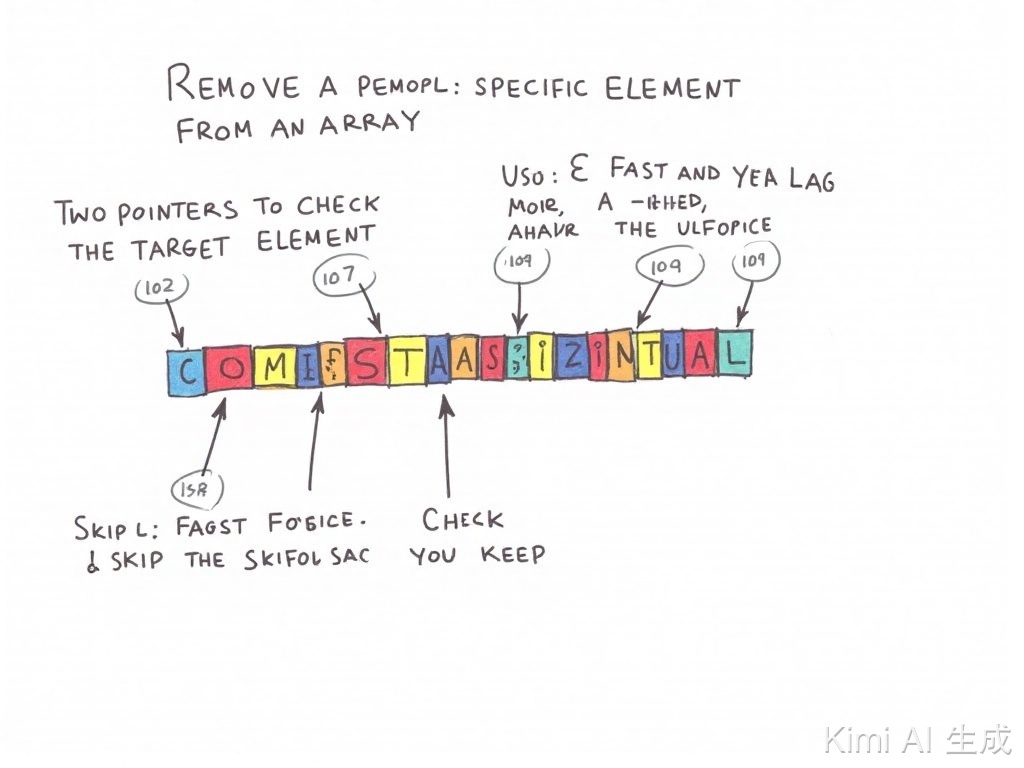 REMOVE A PEMOPL: SPECIFIC ELEMENT
FROM AN ARRAY
TWO POINTERS TO CHECK
THE TARGET ELEMENT
USO: Ɛ FAST AND YEA LAG
MOIR, A
AHAVR THE ULFOPICE
102
107
109
109
109
C O M I S T A A S I Z I N T U A L
SKIP L: FAGST FOBICE.
& SKIP THE SKIFOL SAC
CHECK
YOU KEEP
Kimi AI 生成